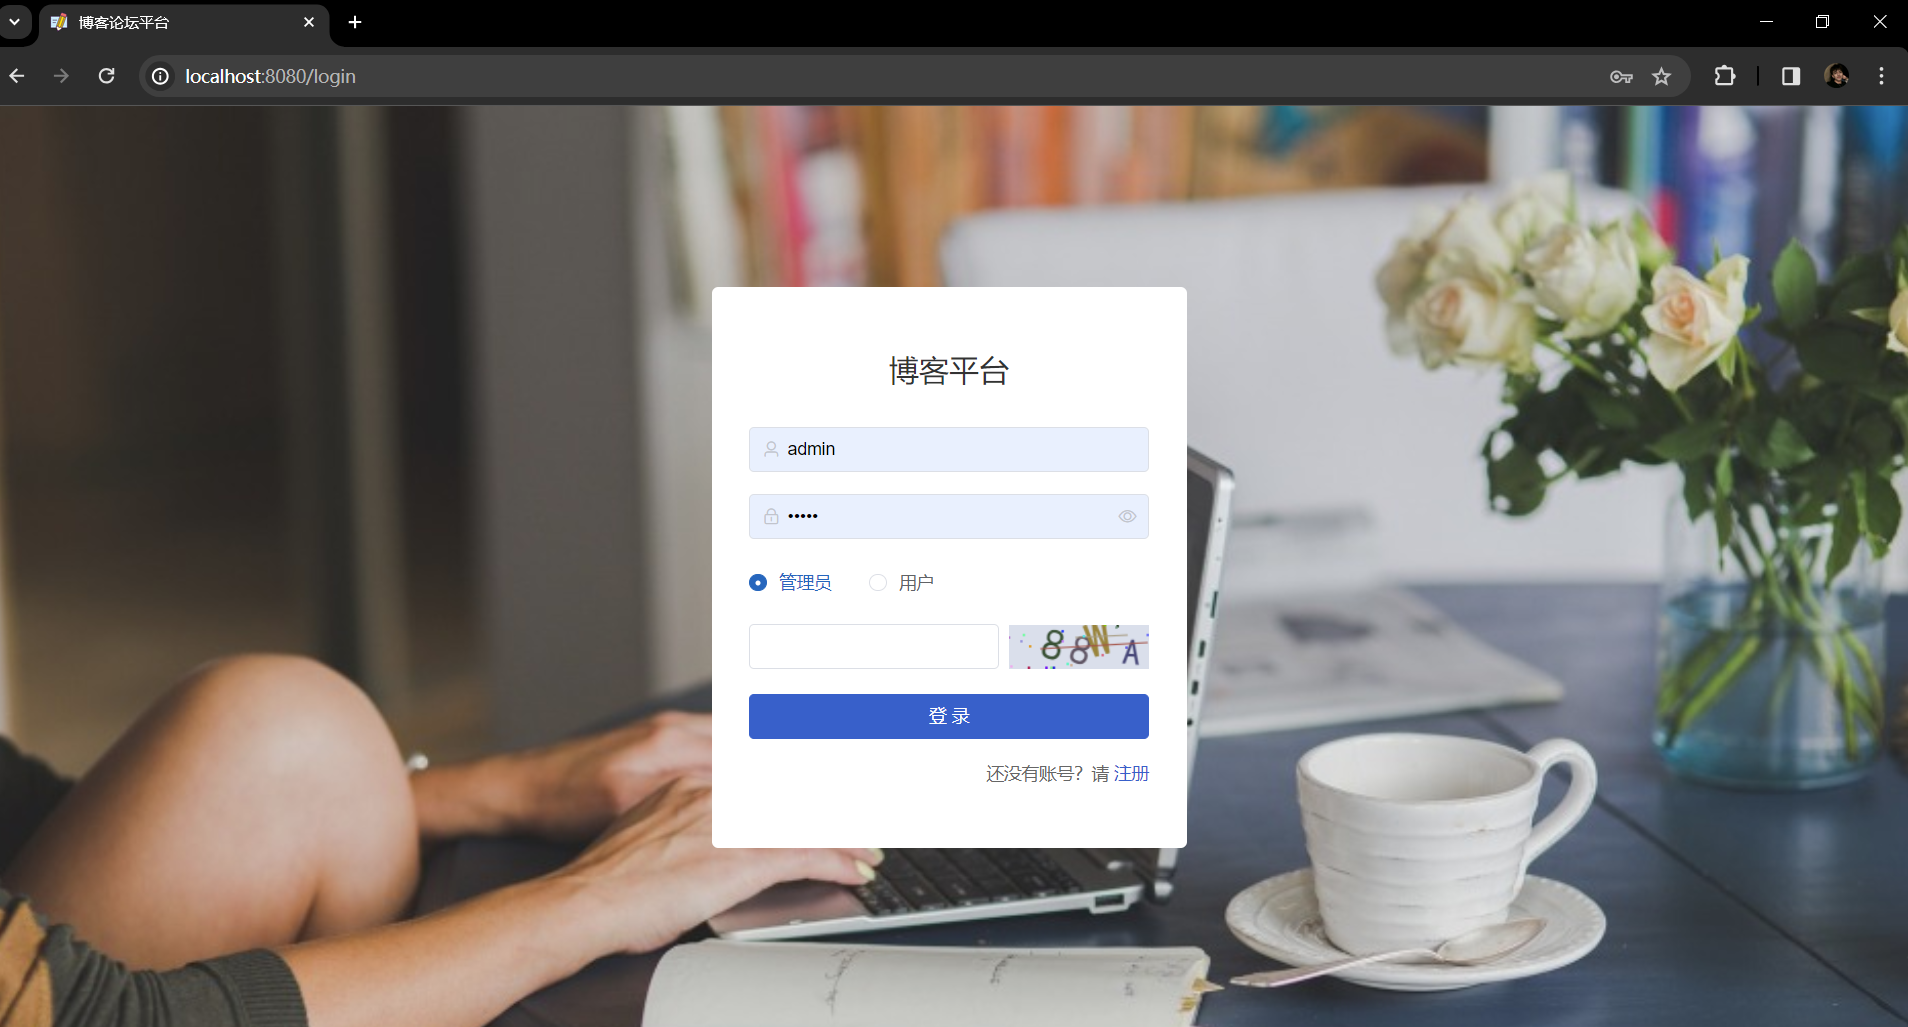 博客论坛平台
localhost:8080/login
博客平台
admin
•••••
管理员 用户
88WA
登录
还没有账号？请 注册